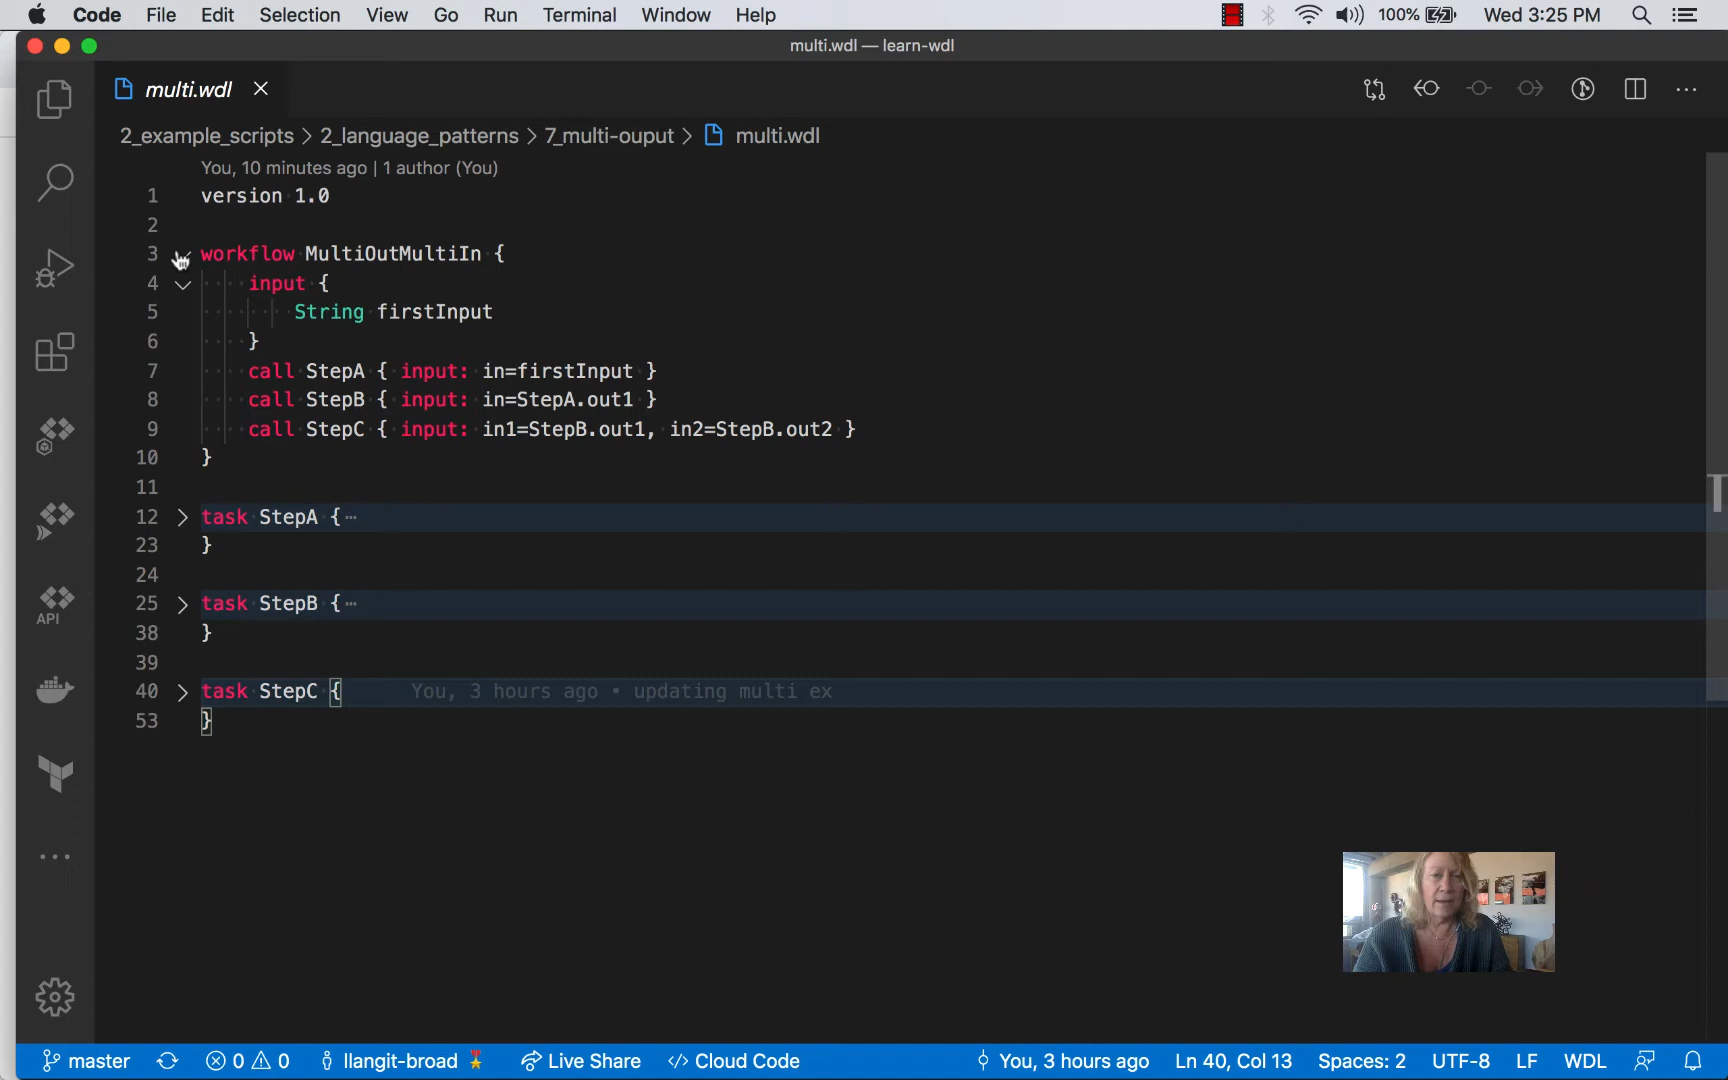 Code File Edit Selection View Go Run Terminal Window Help 100% Wed 3:25 PM
multi.wdl — learn-wdl
multi.wdl
2_example_scripts > 2_language_patterns > 7_multi-ouput > multi.wdl
You, 10 minutes ago | 1 author (You)
1 version 1.0
2
3 workflow MultiOutMultiIn {
4 input {
5 String firstInput
6 }
7 call StepA { input: in=firstInput }
8 call StepB { input: in=StepA.out1 }
9 call StepC { input: in1=StepB.out1, in2=StepB.out2 }
10 }
11
12 task StepA {
23 }
24
25 task StepB {
38 }
39
40 task StepC { You, 3 hours ago • updating multi ex
53 }
API
master 0 0 llangit-broad Live Share Cloud Code You, 3 hours ago Ln 40, Col 13 Spaces: 2 UTF-8 LF WDL